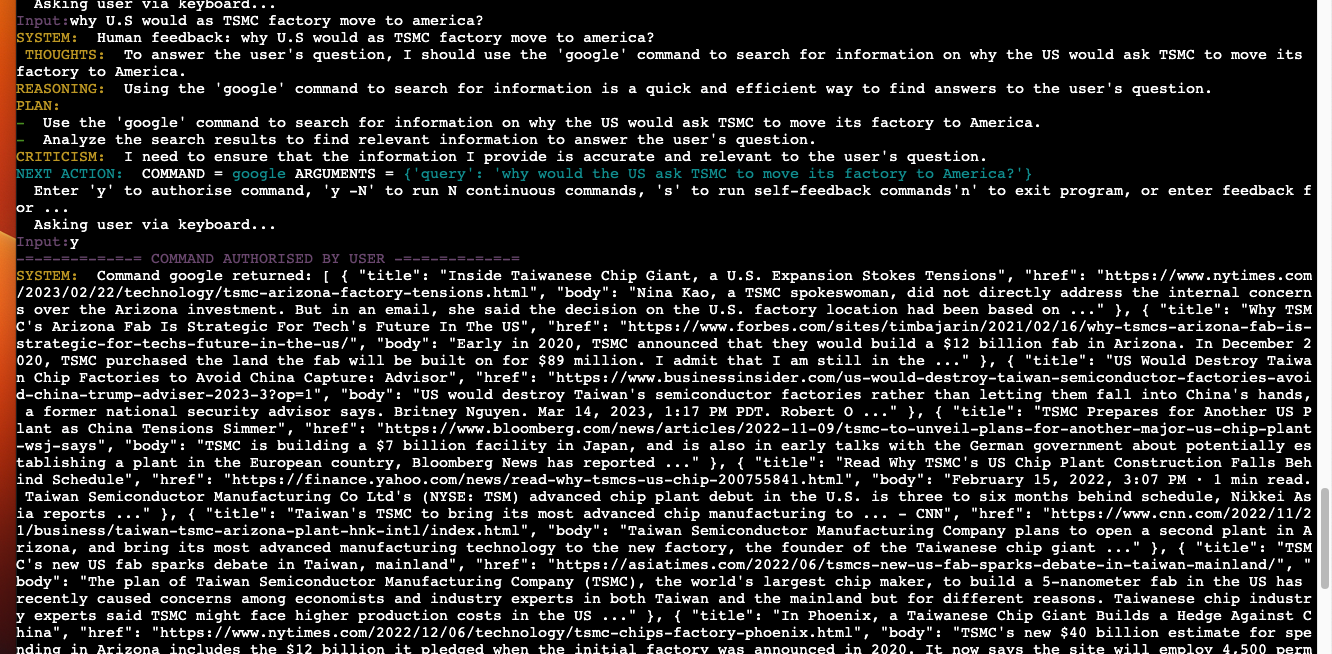 Asking user via keyboard...
Input:why U.S would as TSMC factory move to america?
SYSTEM:  Human feedback: why U.S would as TSMC factory move to america?
THOUGHTS:  To answer the user's question, I should use the 'google' command to search for information on why the US would ask TSMC to move its
factory to America.
REASONING:  Using the 'google' command to search for information is a quick and efficient way to find answers to the user's question.
PLAN:
-  Use the 'google' command to search for information on why the US would ask TSMC to move its factory to America.
-  Analyze the search results to find relevant information to answer the user's question.
CRITICISM:  I need to ensure that the information I provide is accurate and relevant to the user's question.
NEXT ACTION:  COMMAND = google ARGUMENTS = {'query': 'why would the US ask TSMC to move its factory to America?'}
Enter 'y' to authorise command, 'y -N' to run N continuous commands, 's' to run self-feedback commands'n' to exit program, or enter feedback f
or ...
Asking user via keyboard...
Input:y
-=-=-=-=-=-=-= COMMAND AUTHORISED BY USER -=-=-=-=-=-=-=
SYSTEM:  Command google returned: [ { "title": "Inside Taiwanese Chip Giant, a U.S. Expansion Stokes Tensions", "href": "https://www.nytimes.com
/2023/02/22/technology/tsmc-arizona-factory-tensions.html", "body": "Nina Kao, a TSMC spokeswoman, did not directly address the internal concern
s over the Arizona investment. But in an email, she said the decision on the U.S. factory location had been based on ..." }, { "title": "Why TSM
C's Arizona Fab Is Strategic For Tech's Future In The US", "href": "https://www.forbes.com/sites/timbajarin/2021/02/16/why-tsmcs-arizona-fab-is-
strategic-for-techs-future-in-the-us/", "body": "Early in 2020, TSMC announced that they would build a $12 billion fab in Arizona. In December 2
020, TSMC purchased the land the fab will be built on for $89 million. I admit that I am still in the ..." }, { "title": "US Would Destroy Taiwa
n Chip Factories to Avoid China Capture: Advisor", "href": "https://www.businessinsider.com/us-would-destroy-taiwan-semiconductor-factories-avoi
d-china-trump-adviser-2023-3?op=1", "body": "US would destroy Taiwan's semiconductor factories rather than letting them fall into China's hands,
a former national security advisor says. Britney Nguyen. Mar 14, 2023, 1:17 PM PDT. Robert O ..." }, { "title": "TSMC Prepares for Another US P
lant as China Tensions Simmer", "href": "https://www.bloomberg.com/news/articles/2022-11-09/tsmc-to-unveil-plans-for-another-major-us-chip-plant
-wsj-says", "body": "TSMC is building a $7 billion facility in Japan, and is also in early talks with the German government about potentially es
tablishing a plant in the European country, Bloomberg News has reported ..." }, { "title": "Read Why TSMC's US Chip Plant Construction Falls Beh
ind Schedule", "href": "https://finance.yahoo.com/news/read-why-tsmcs-us-chip-200755841.html", "body": "February 15, 2022, 3:07 PM · 1 min read.
Taiwan Semiconductor Manufacturing Co Ltd's (NYSE: TSM) advanced chip plant debut in the U.S. is three to six months behind schedule, Nikkei As
ia reports ..." }, { "title": "Taiwan's TSMC to bring its most advanced chip manufacturing to ... - CNN", "href": "https://www.cnn.com/2022/11/2
1/business/taiwan-tsmc-arizona-plant-hnk-intl/index.html", "body": "Taiwan Semiconductor Manufacturing Company plans to open a second plant in A
rizona, and bring its most advanced manufacturing technology to the new factory, the founder of the Taiwanese chip giant ..." }, { "title": "TSM
C's new US fab sparks debate in Taiwan, mainland", "href": "https://asiatimes.com/2022/06/tsmcs-new-us-fab-sparks-debate-in-taiwan-mainland/", "
body": "The plan of Taiwan Semiconductor Manufacturing Company (TSMC), the world's largest chip maker, to build a 5-nanometer fab in the US has
recently caused concerns among economists and industry experts in both Taiwan and the mainland but for different reasons. Taiwanese chip industr
y experts said TSMC might face higher production costs in the US ..." }, { "title": "In Phoenix, a Taiwanese Chip Giant Builds a Hedge Against C
hina", "href": "https://www.nytimes.com/2022/12/06/technology/tsmc-chips-factory-phoenix.html", "body": "TSMC's new $40 billion estimate for spe
nding in Arizona includes the $12 billion it pledged when the initial factory was announced in 2020. It now says the site will employ 4,500 perm